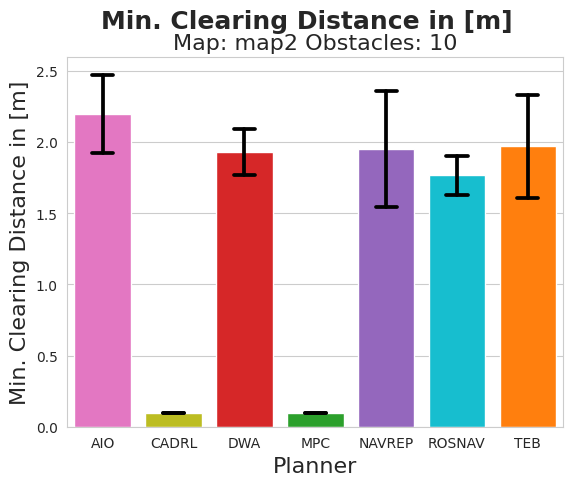 Min. Clearing Distance in [m]
Map: map2 Obstacles: 10
Min. Clearing Distance in [m]
2.5
2.0
1.5
1.0
0.5
0.0
AIO CADRL DWA MPC NAVREP ROSNAV TEB
Planner